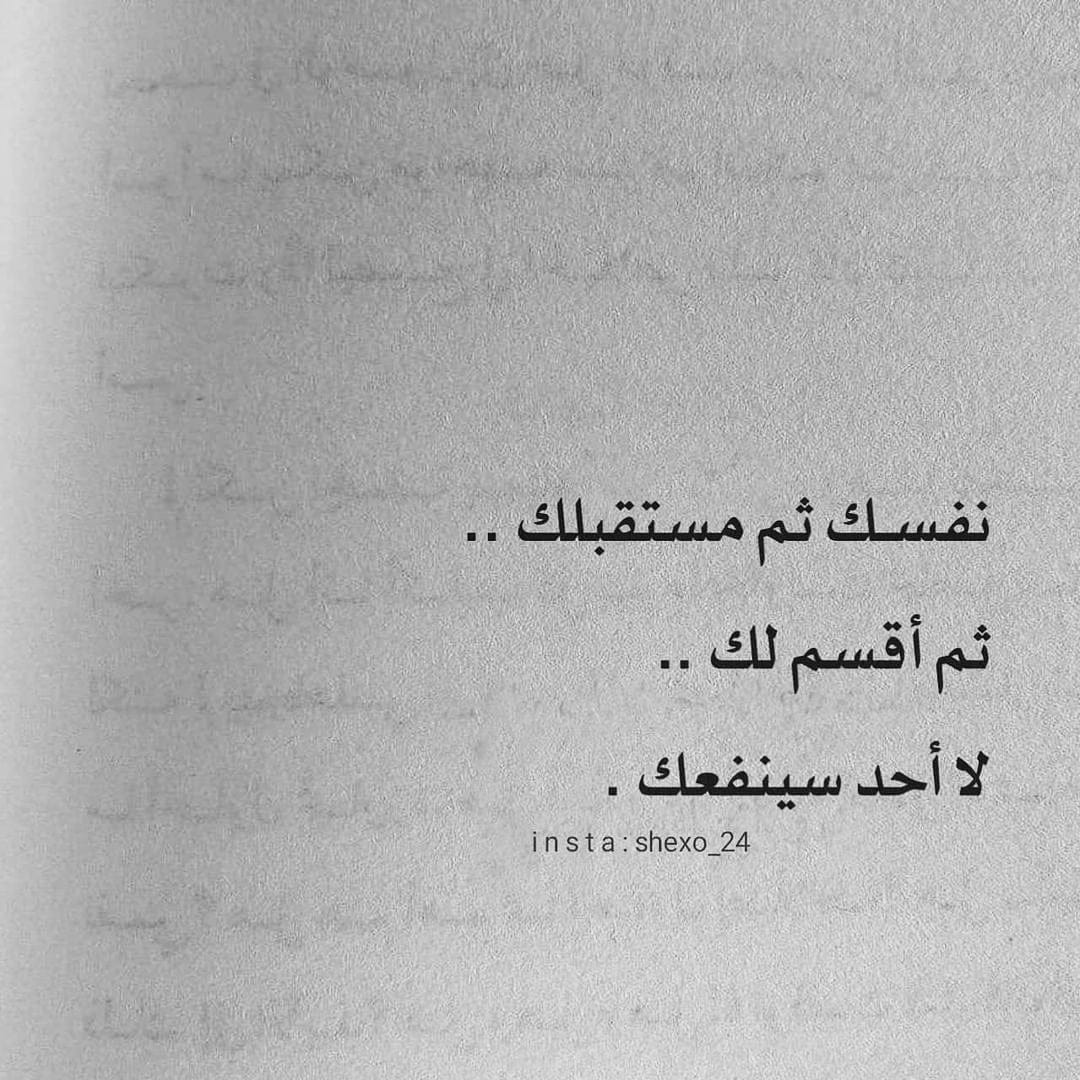 نفسك ثم مستقبلك ..
ثم أقسم لك ..
لا أحد سينفعك .
insta:shexo_24